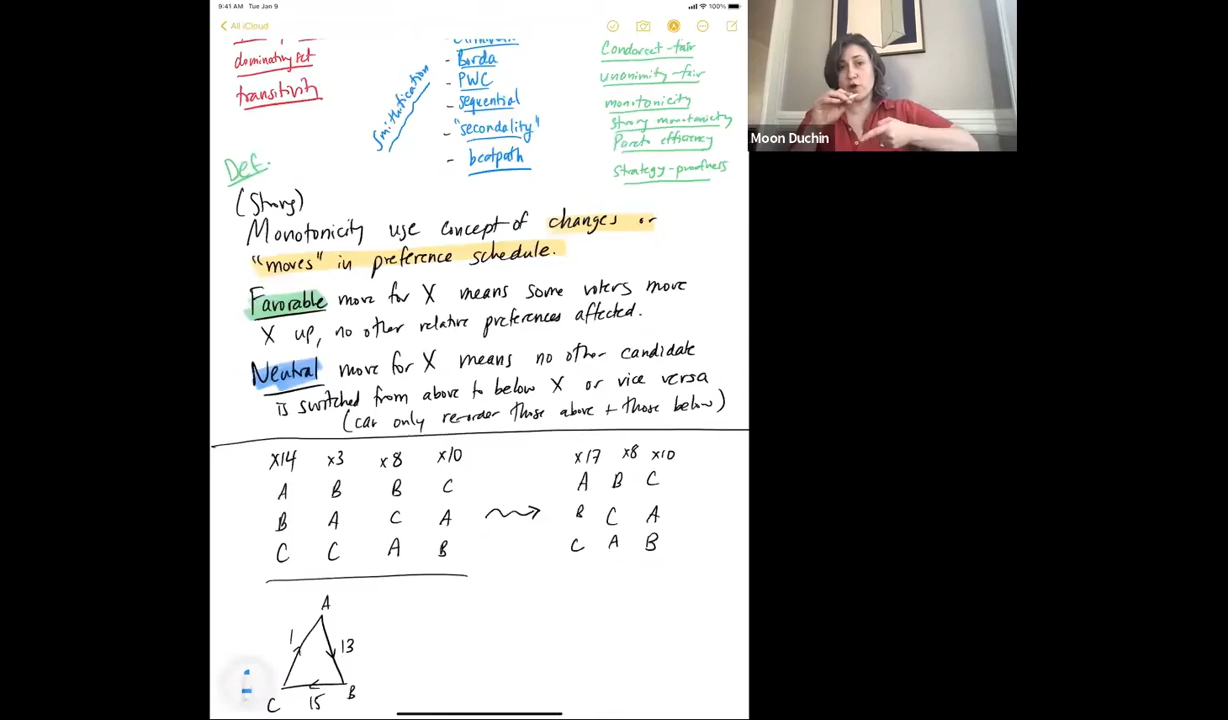 9:41 AM Tue Jan 9
100%
All iCloud
dominating set
transitivity
Smithification
- Borda
- PWC
- sequential
- "secondality"
- beatpath
Condorcet-fair
unanimity-fair
monotonicity
strong monotonicity
Pareto efficiency
strategy-proofness
Moon Duchin
Def.
(Strong)
Monotonicity use concept of changes or
"moves" in preference schedule.
Favorable move for X means some voters move
X up, no other relative preferences affected.
Neutral move for X means no other candidate
is switched from above to below X or vice versa
(can only re-order those above + those below)
x14 x3 x8 x10
A B B C
B A C A
C C A B
x17 x8 x10
A B C
B C A
C A B
A
1 13
C 15 B